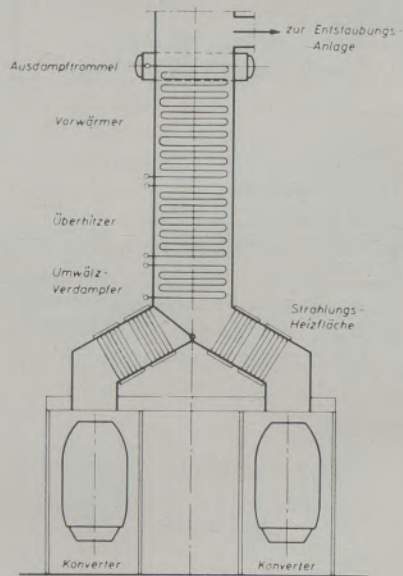 zur Entstaubungs-
Anlage
Ausdampftrommel
Vorwärmer
Überhitzer
Umwälz-
Verdampfer
Strahlungs-
Heizfläche
Konverter
Konverter